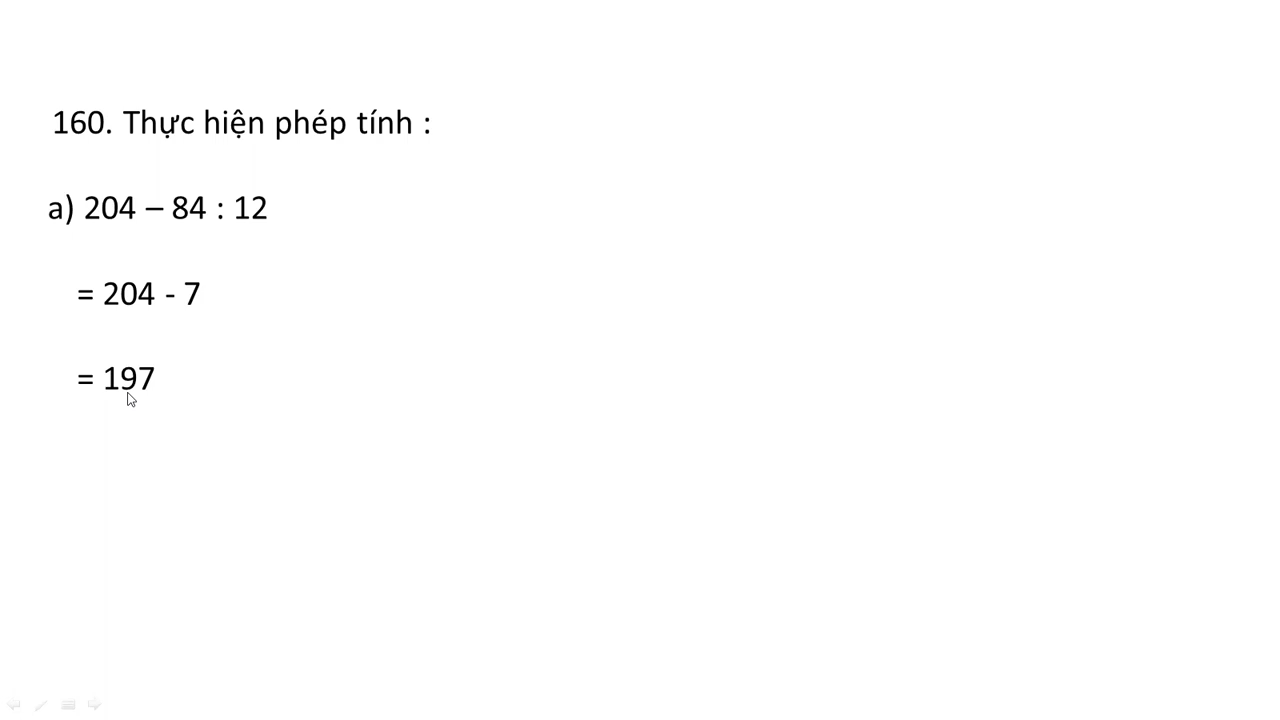 160. Thực hiện phép tính :
a) 204 – 84 : 12
= 204 - 7
= 197